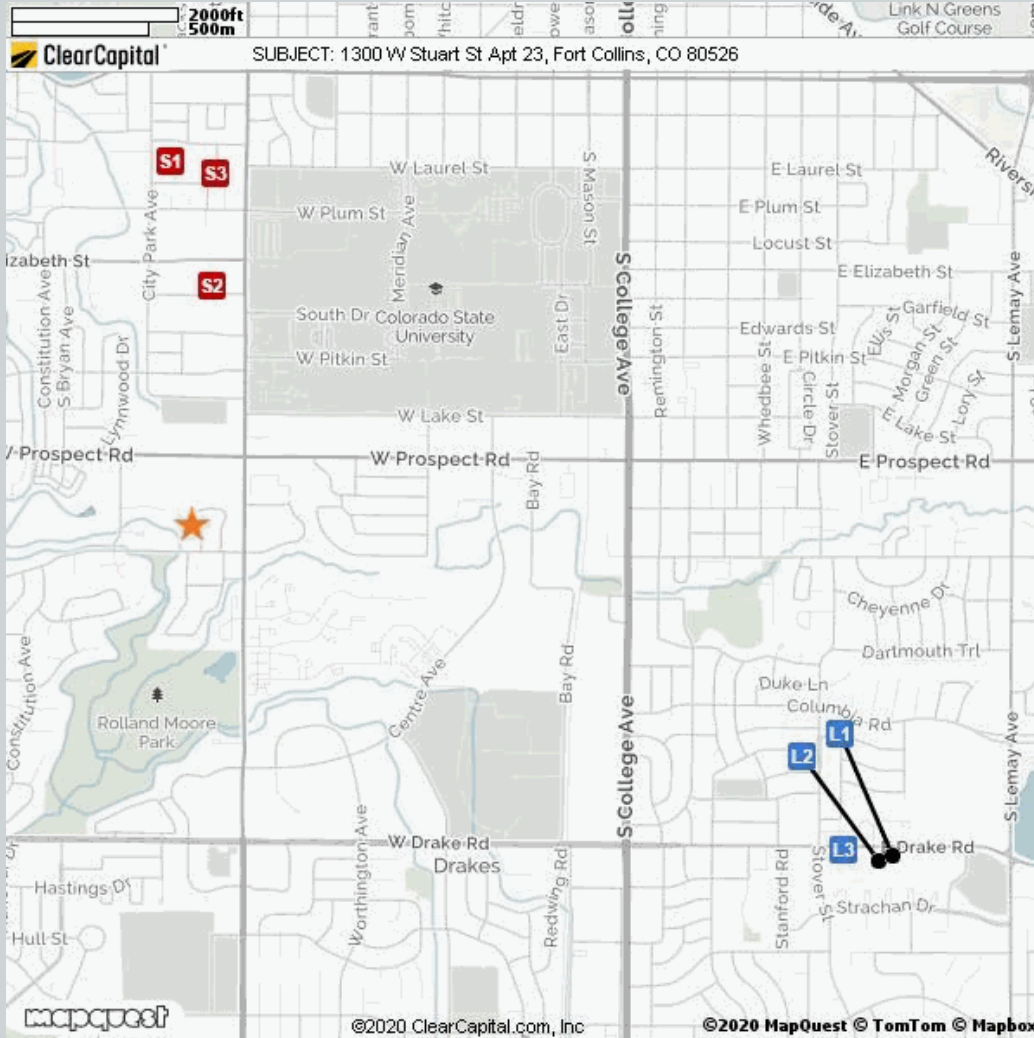 2000ft
500m
Link N Greens
Golf Course
ClearCapital
SUBJECT: 1300 W Stuart St Apt 23, Fort Collins, CO 80526
S1
S3
W Laurel St
S Mason St
E Laurel St
W Plum St
Meridian Ave
E Plum St
City Park Ave
Locust St
izabeth St
S College Ave
E Elizabeth St
S Lemay Ave
S2
Constitution Ave
S Bryan Ave
South Dr
Colorado State
University
East Dr
Remington St
Garfield St
Edwards St
Ellis St
Morgan St
Green St
Lynnwood Dr
W Pitkin St
E Pitkin St
Whedbee St
Circle Dr
Stover St
Lory St
W Lake St
E Lake St
W Prospect Rd
E Prospect Rd
Bay Rd
Cheyenne Dr
Constitution Ave
Dartmouth Trl
Centre Ave
Bay Rd
Duke Ln
Columbia Rd
Rolland Moore
Park
S College Ave
L1
L2
S Lemay Ave
W Drake Rd
L3
E Drake Rd
Drakes
Hastings Dr
Worthington Ave
Redwing Rd
Stanford Rd
Stover St
Strachan Dr
Hull St
mapquest
©2020 ClearCapital.com, Inc
©2020 MapQuest © TomTom © Mapbox